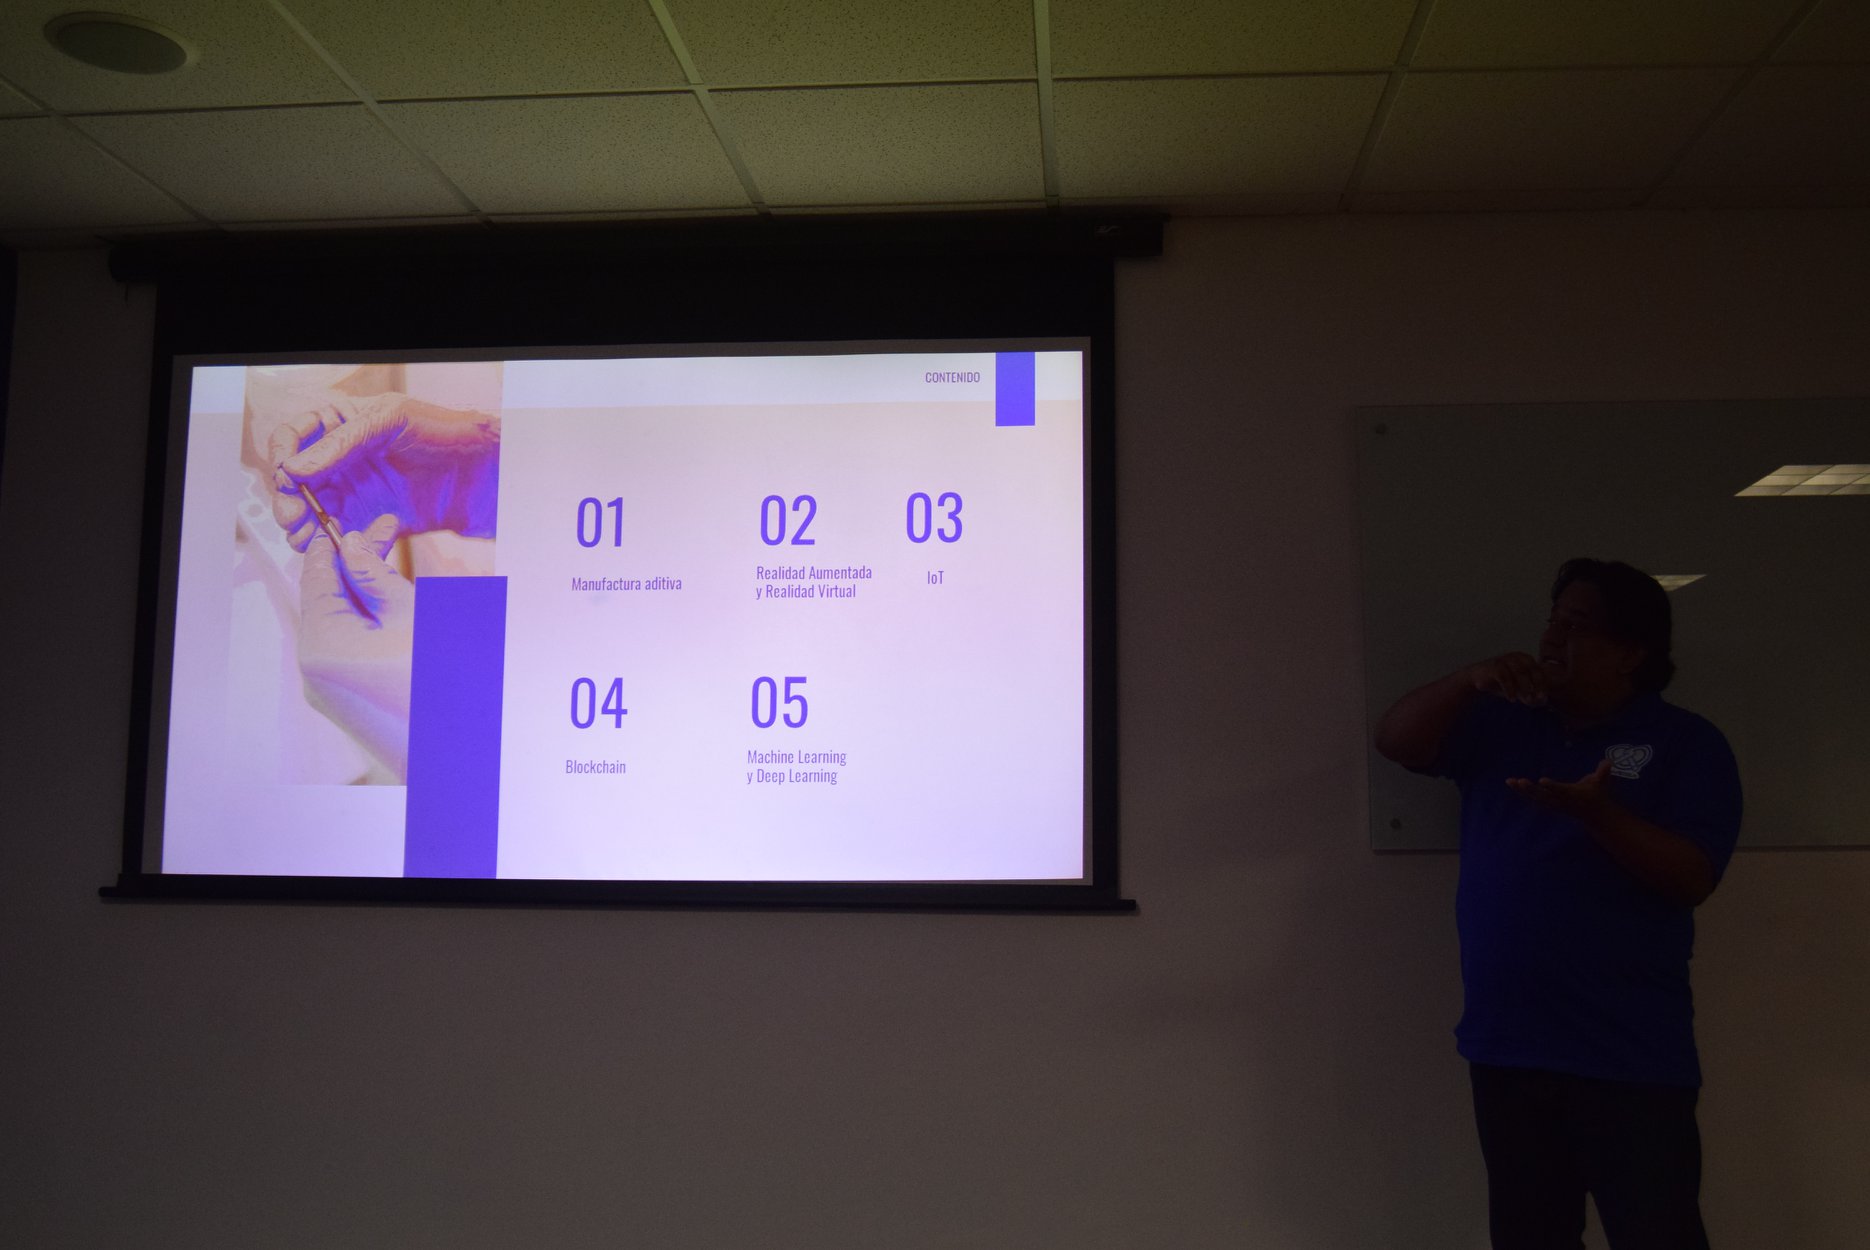 CONTENIDO
01
Manufactura aditiva
02
Realidad Aumentada
y Realidad Virtual
03
IoT
04
Blockchain
05
Machine Learning
y Deep Learning